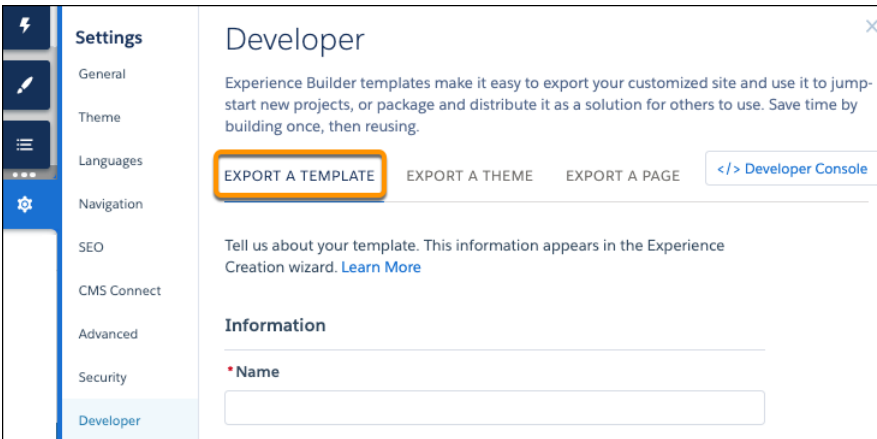 Settings
General
Theme
Languages
Navigation
SEO
CMS Connect
Advanced
Security
Developer
Developer
Experience Builder templates make it easy to export your customized site and use it to jump-
start new projects, or package and distribute it as a solution for others to use. Save time by
building once, then reusing.
EXPORT A TEMPLATE EXPORT A THEME EXPORT A PAGE </> Developer Console
Tell us about your template. This information appears in the Experience
Creation wizard. Learn More
Information
*Name